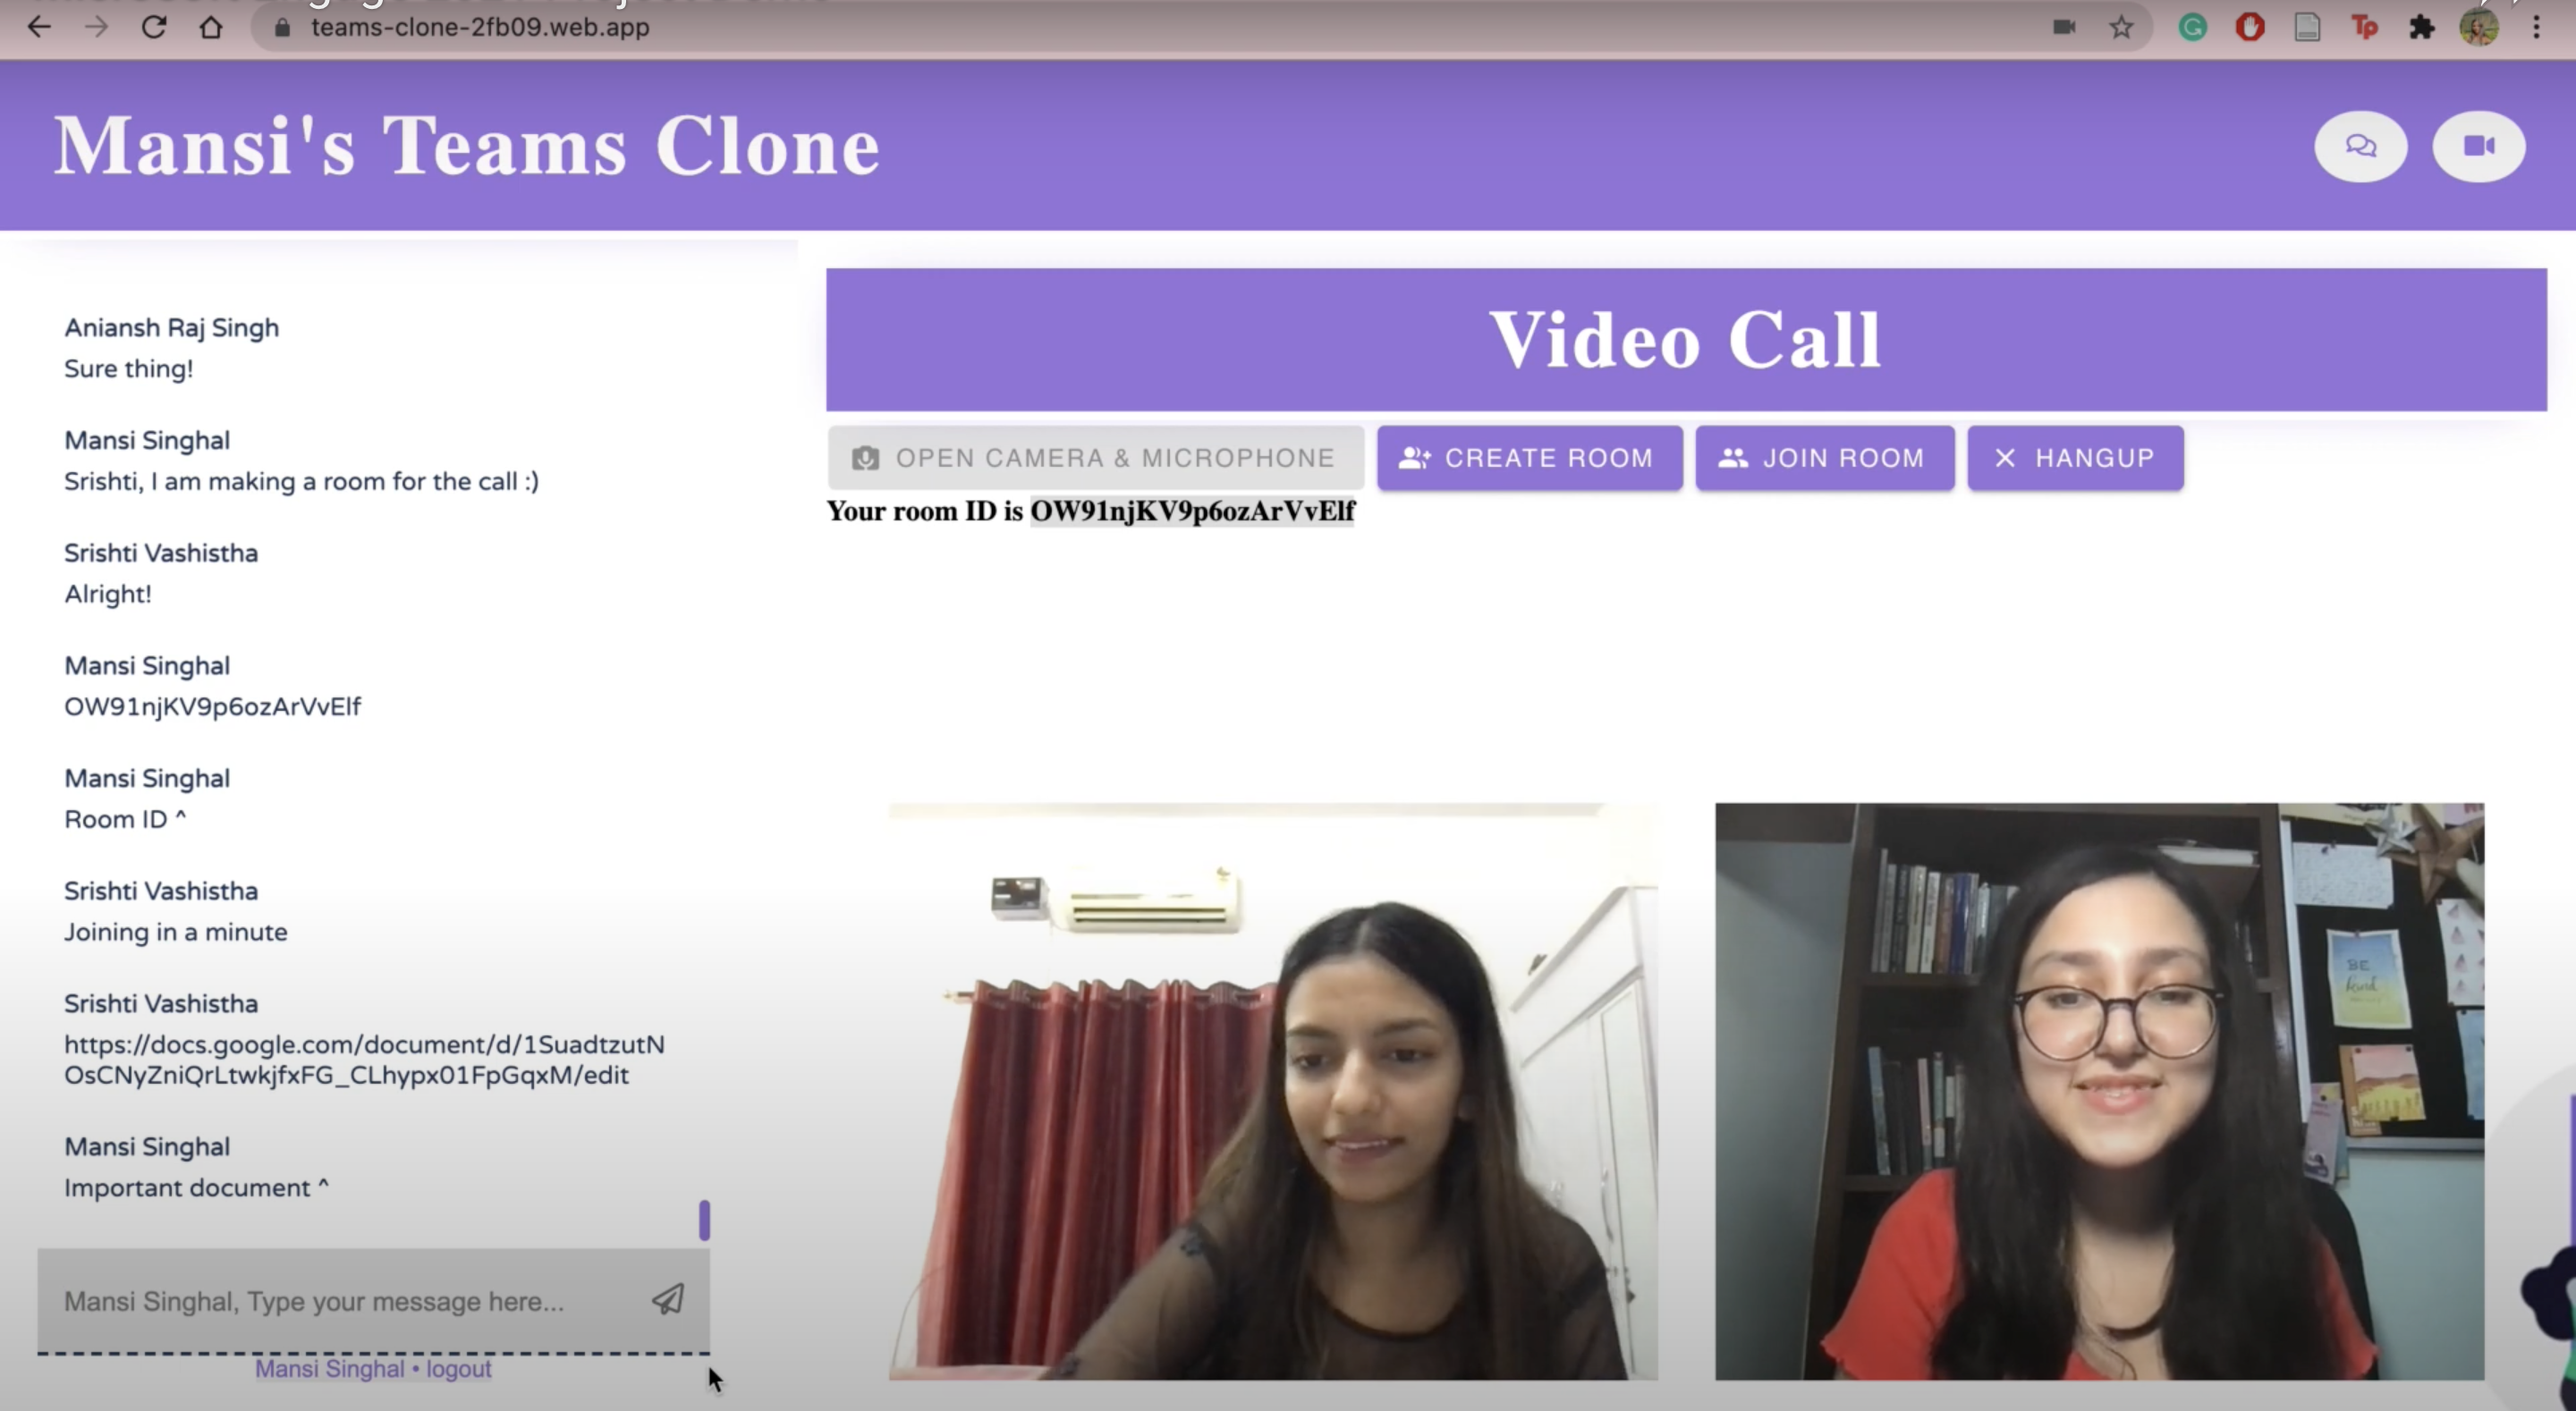 teams-clone-2fb09.web.app
Tp
Mansi's Teams Clone
Aniansh Raj Singh
Sure thing!
Mansi Singhal
Srishti, I am making a room for the call :)
Srishti Vashistha
Alright!
Mansi Singhal
OW91njKV9p6ozArVvElf
Mansi Singhal
Room ID ^
Srishti Vashistha
Joining in a minute
Srishti Vashistha
https://docs.google.com/document/d/1SuadtzutN
OsCNyZniQrLtwkjfxFG_CLhypx01FpGqxM/edit
Mansi Singhal
Important document ^
Mansi Singhal, Type your message here...
Mansi Singhal • logout
Video Call
OPEN CAMERA & MICROPHONE
CREATE ROOM
JOIN ROOM
HANGUP
Your room ID is OW91njKV9p6ozArVvElf
BE
kind